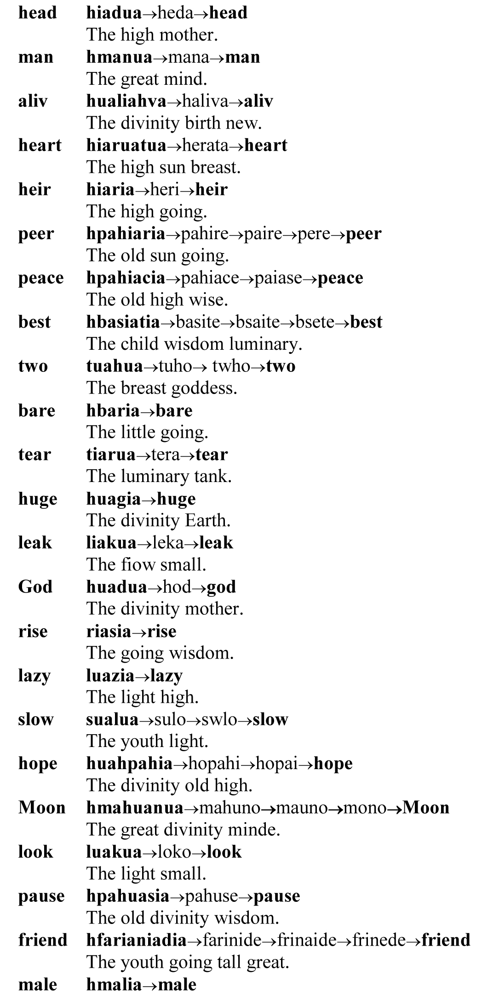 head hiadua→heda→head
The high mother.
man hmanua→mana→man
The great mind.
aliv hualiahva→haliva→aliv
The divinity birth new.
heart hiaruatua→herata→heart
The high sun breast.
heir hiaria→heri→heir
The high going.
peer hpahiaria→pahire→paire→pere→peer
The old sun going.
peace hpahiacia→pahiace→paiase→peace
The old high wise.
best hbasiatia→basite→bsaite→bsete→best
The child wisdom luminary.
two tuahua→tuho→ twho→two
The breast goddess.
bare hbaria→bare
The little going.
tear tiarua→tera→tear
The luminary tank.
huge huagia→huge
The divinity Earth.
leak liakua→leka→leak
The fiow small.
God huadua→hod→god
The divinity mother.
rise riasia→rise
The going wisdom.
lazy luazia→lazy
The light high.
slow sualua→sulo→swlo→slow
The youth light.
hope huahpahia→hopahi→hopai→hope
The divinity old high.
Moon hmahuanua→mahuno→mauno→mono→Moon
The great divinity minde.
look luakua→loko→look
The light small.
pause hpahuasia→pahuse→pause
The old divinity wisdom.
friend hfarianiadia→farinide→frinaide→frinede→friend
The youth going tall great.
male hmalia→male